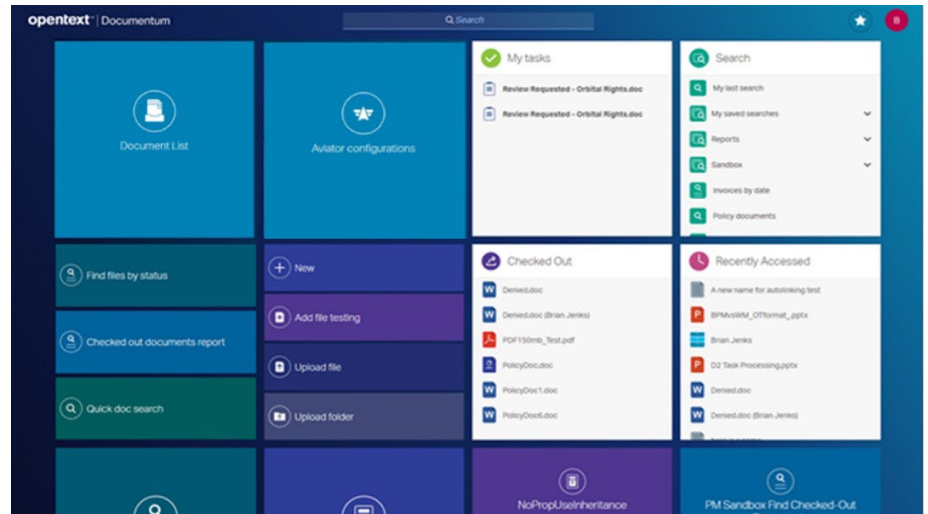 opentext™ | Documentum
Search
B
Document List
Aviator configurations
My tasks
Review Requested - Orbital Rights.doc
Review Requested - Orbital Rights.doc
Search
My last search
My saved searches
Reports
Sandbox
Invoices by date
Policy documents
Find files by status
Checked out documents report
Quick doc search
New
Add file testing
Upload file
Upload folder
Checked Out
Denied.doc
Denied.doc (Brian Jenks)
PDF150mb_Test.pdf
PolicyDoc.doc
PolicyDoc1.doc
PolicyDoc6.doc
Recently Accessed
A new name for autolinking test
BPMvsWM_OTformat_.pptx
Brian Jenks
D2 Task Processing.pptx
Denied.doc
Denied.doc (Brian Jenks)
NoPropUseInheritance
PM Sandbox Find Checked-Out